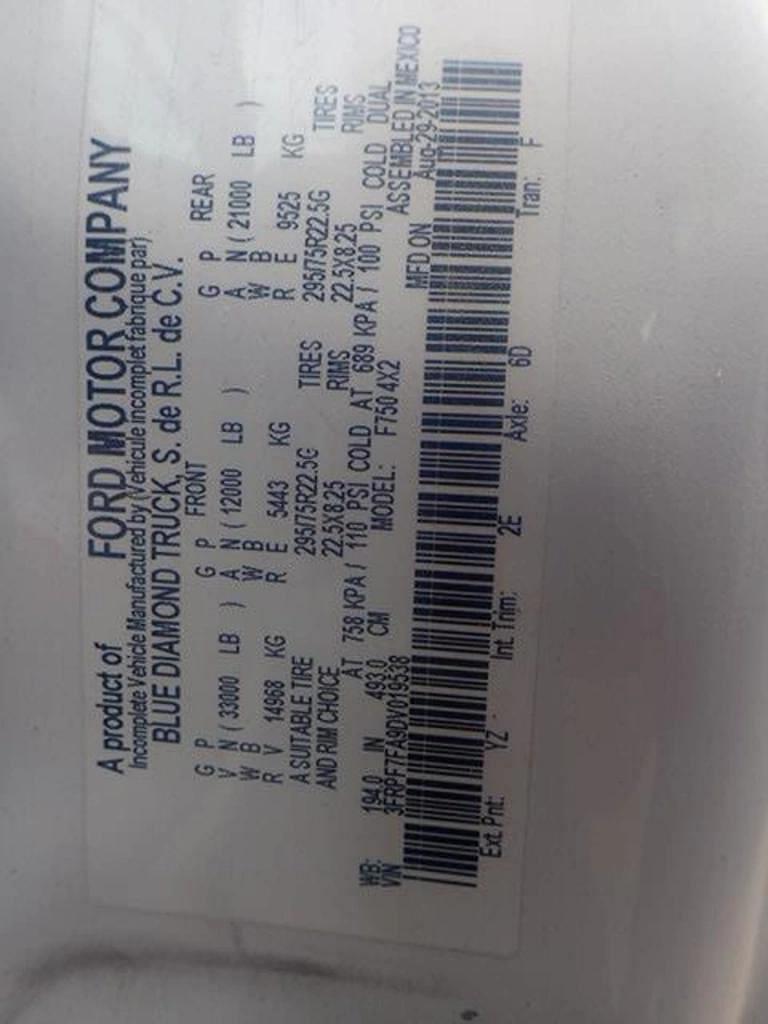 A product of FORD MOTOR COMPANY
Incomplete Vehicle Manufactured by (Vehicule incomplet fabrique par)
BLUE DIAMOND TRUCK, S. de R.L. de C.V.
FRONT REAR
G P G P G P
V N ( 33000 LB ) A N ( 12000 LB ) A N ( 21000 LB )
W B W B W B
R V 14968 KG R E 5443 KG R E 9525 KG
A SUITABLE TIRE 295/75R22.5G TIRES 295/75R22.5G TIRES
AND RIM CHOICE 22.5X8.25 RIMS 22.5X8.25 RIMS
AT 758 KPA / 110 PSI COLD AT 689 KPA / 100 PSI COLD DUAL
WB: 194.0 IN 493.0 CM MODEL: F750 4X2 ASSEMBLED IN MEXICO
VIN 3FRPF7FA9DV019538 MFD ON Aug-29-2013
Ext. Pnt: YZ Int. Trim: 2E Axle: 6D Tran: F